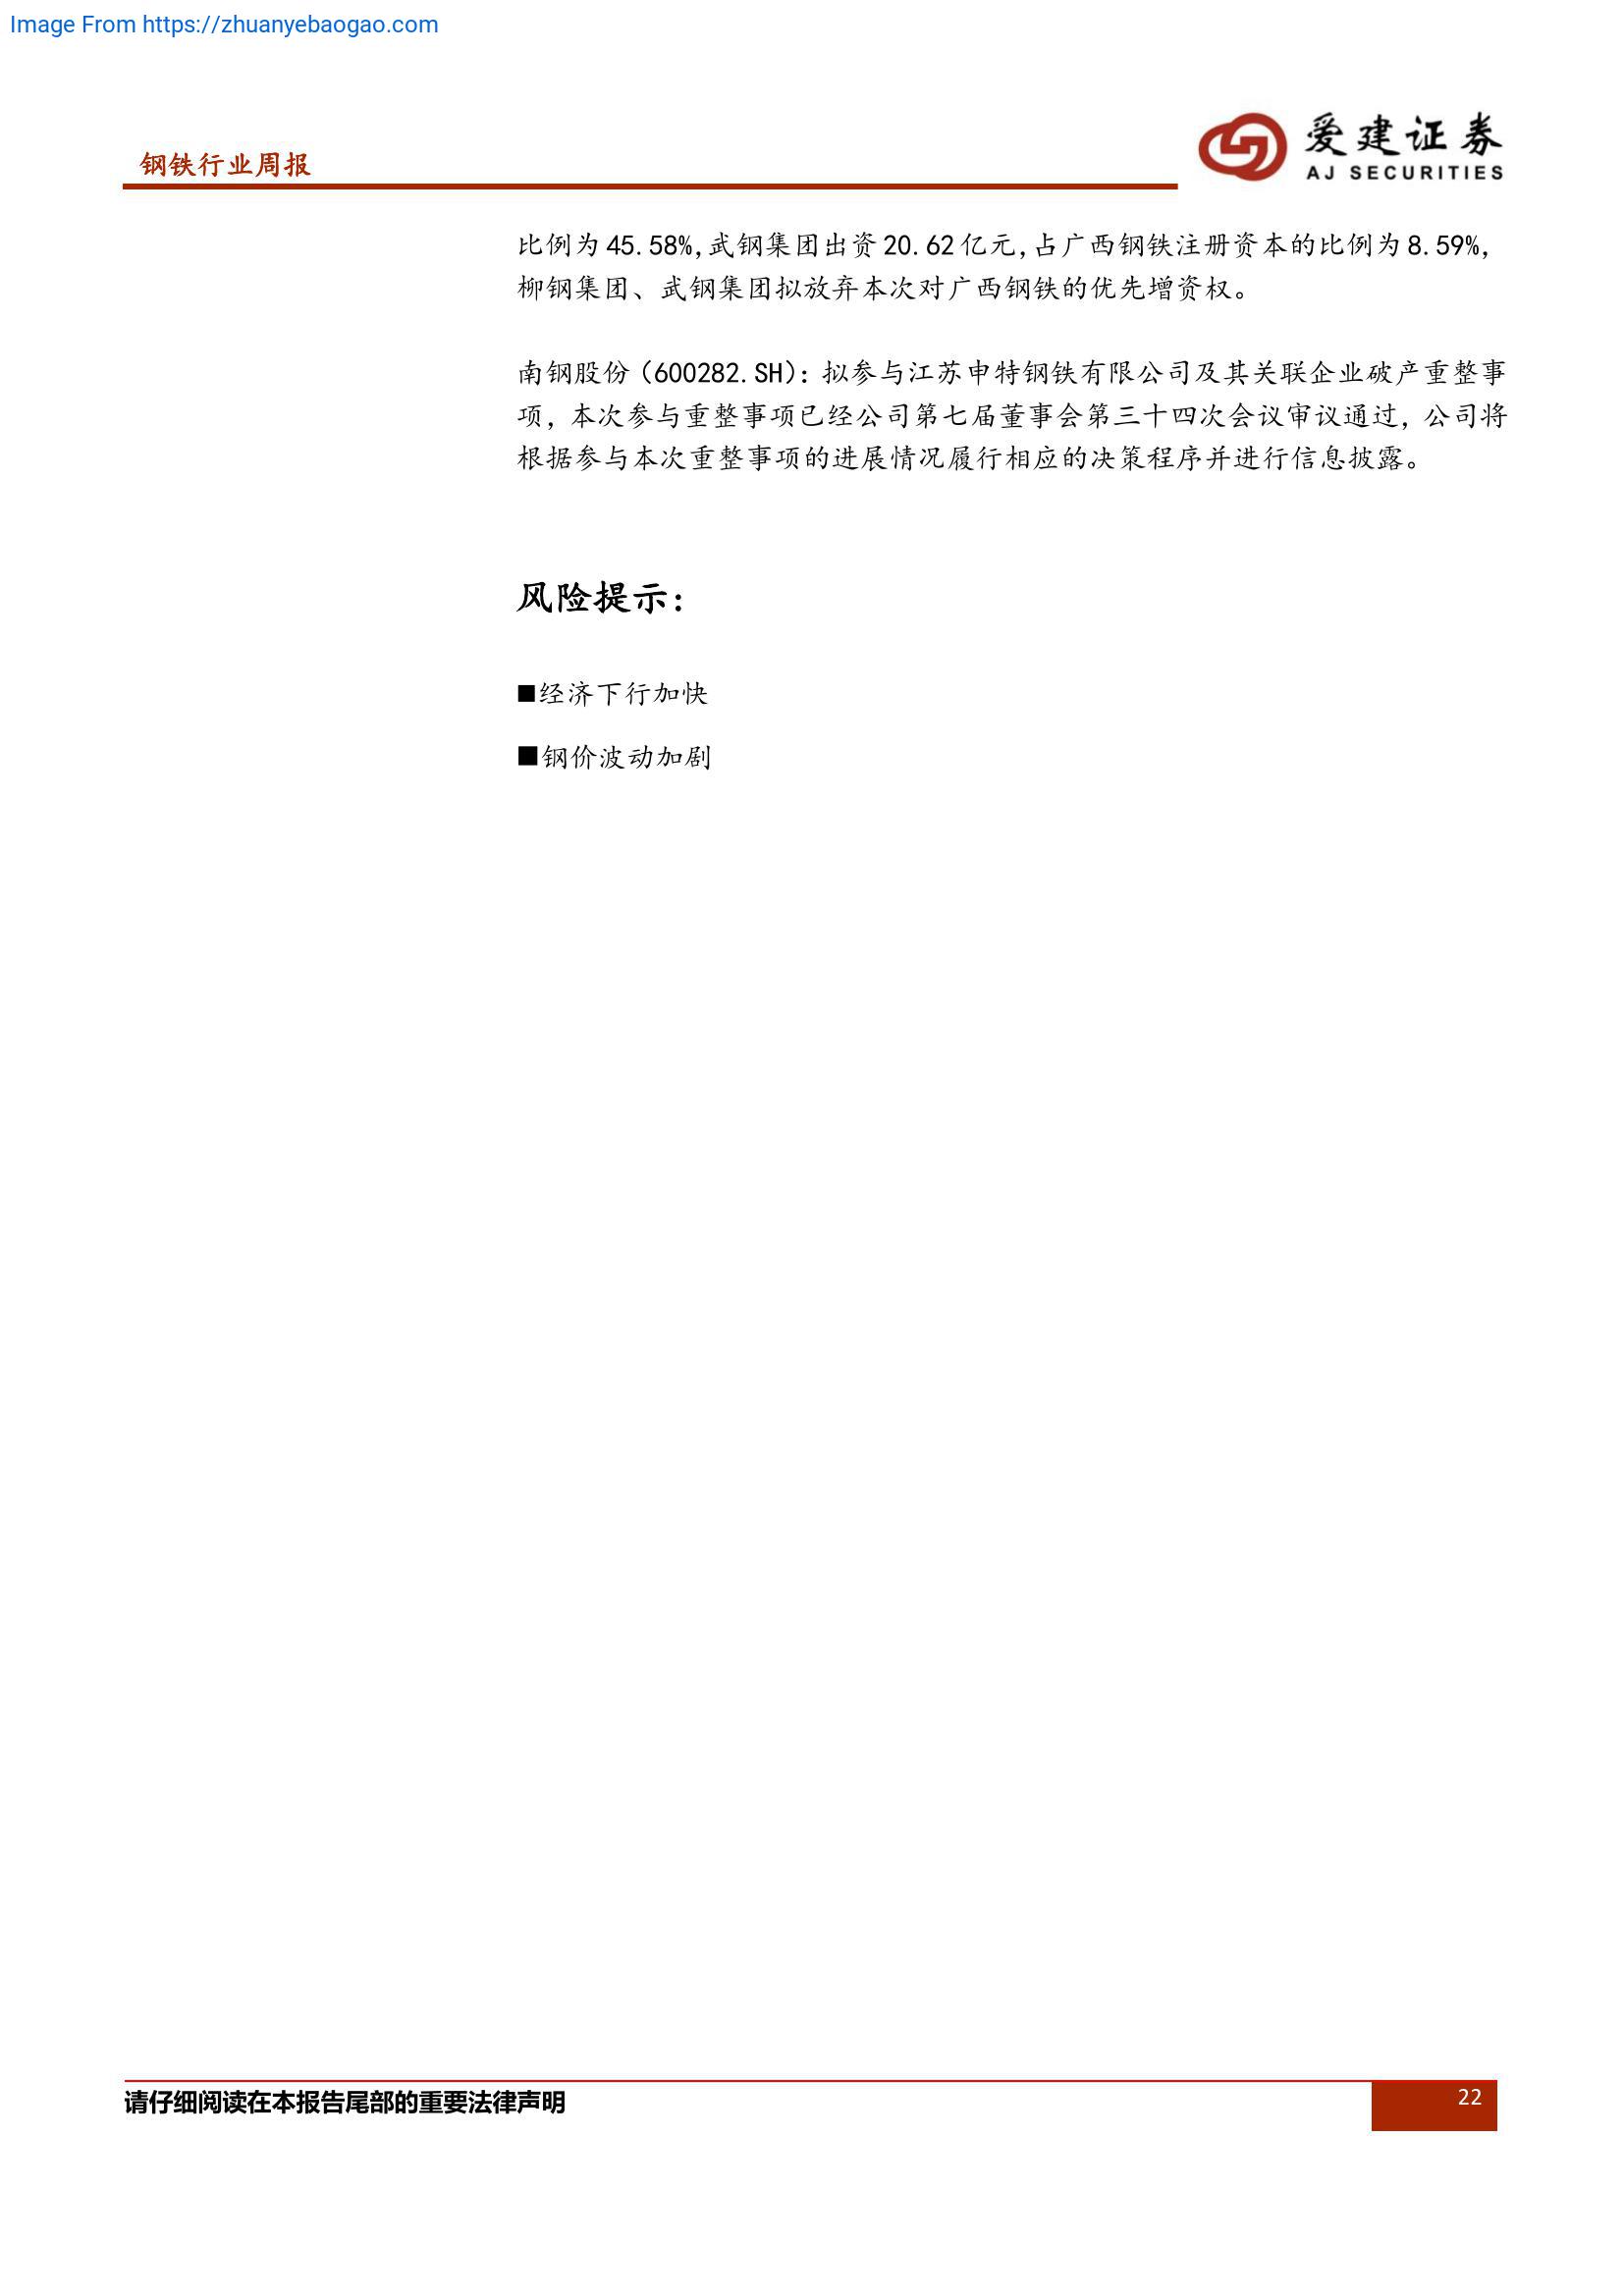 Image From https://zhuanyebaogao.com
钢铁行业周报
爱建证券
AJ SECURITIES
比例为 45.58%,武钢集团出资 20.62 亿元,占广西钢铁注册资本的比例为 8.59%,
柳钢集团、武钢集团拟放弃本次对广西钢铁的优先增资权。
南钢股份（600282.SH）：拟参与江苏申特钢铁有限公司及其关联企业破产重整事
项，本次参与重整事项已经公司第七届董事会第三十四次会议审议通过，公司将
根据参与本次重整事项的进展情况履行相应的决策程序并进行信息披露。
风险提示：
■经济下行加快
■钢价波动加剧
请仔细阅读在本报告尾部的重要法律声明
22